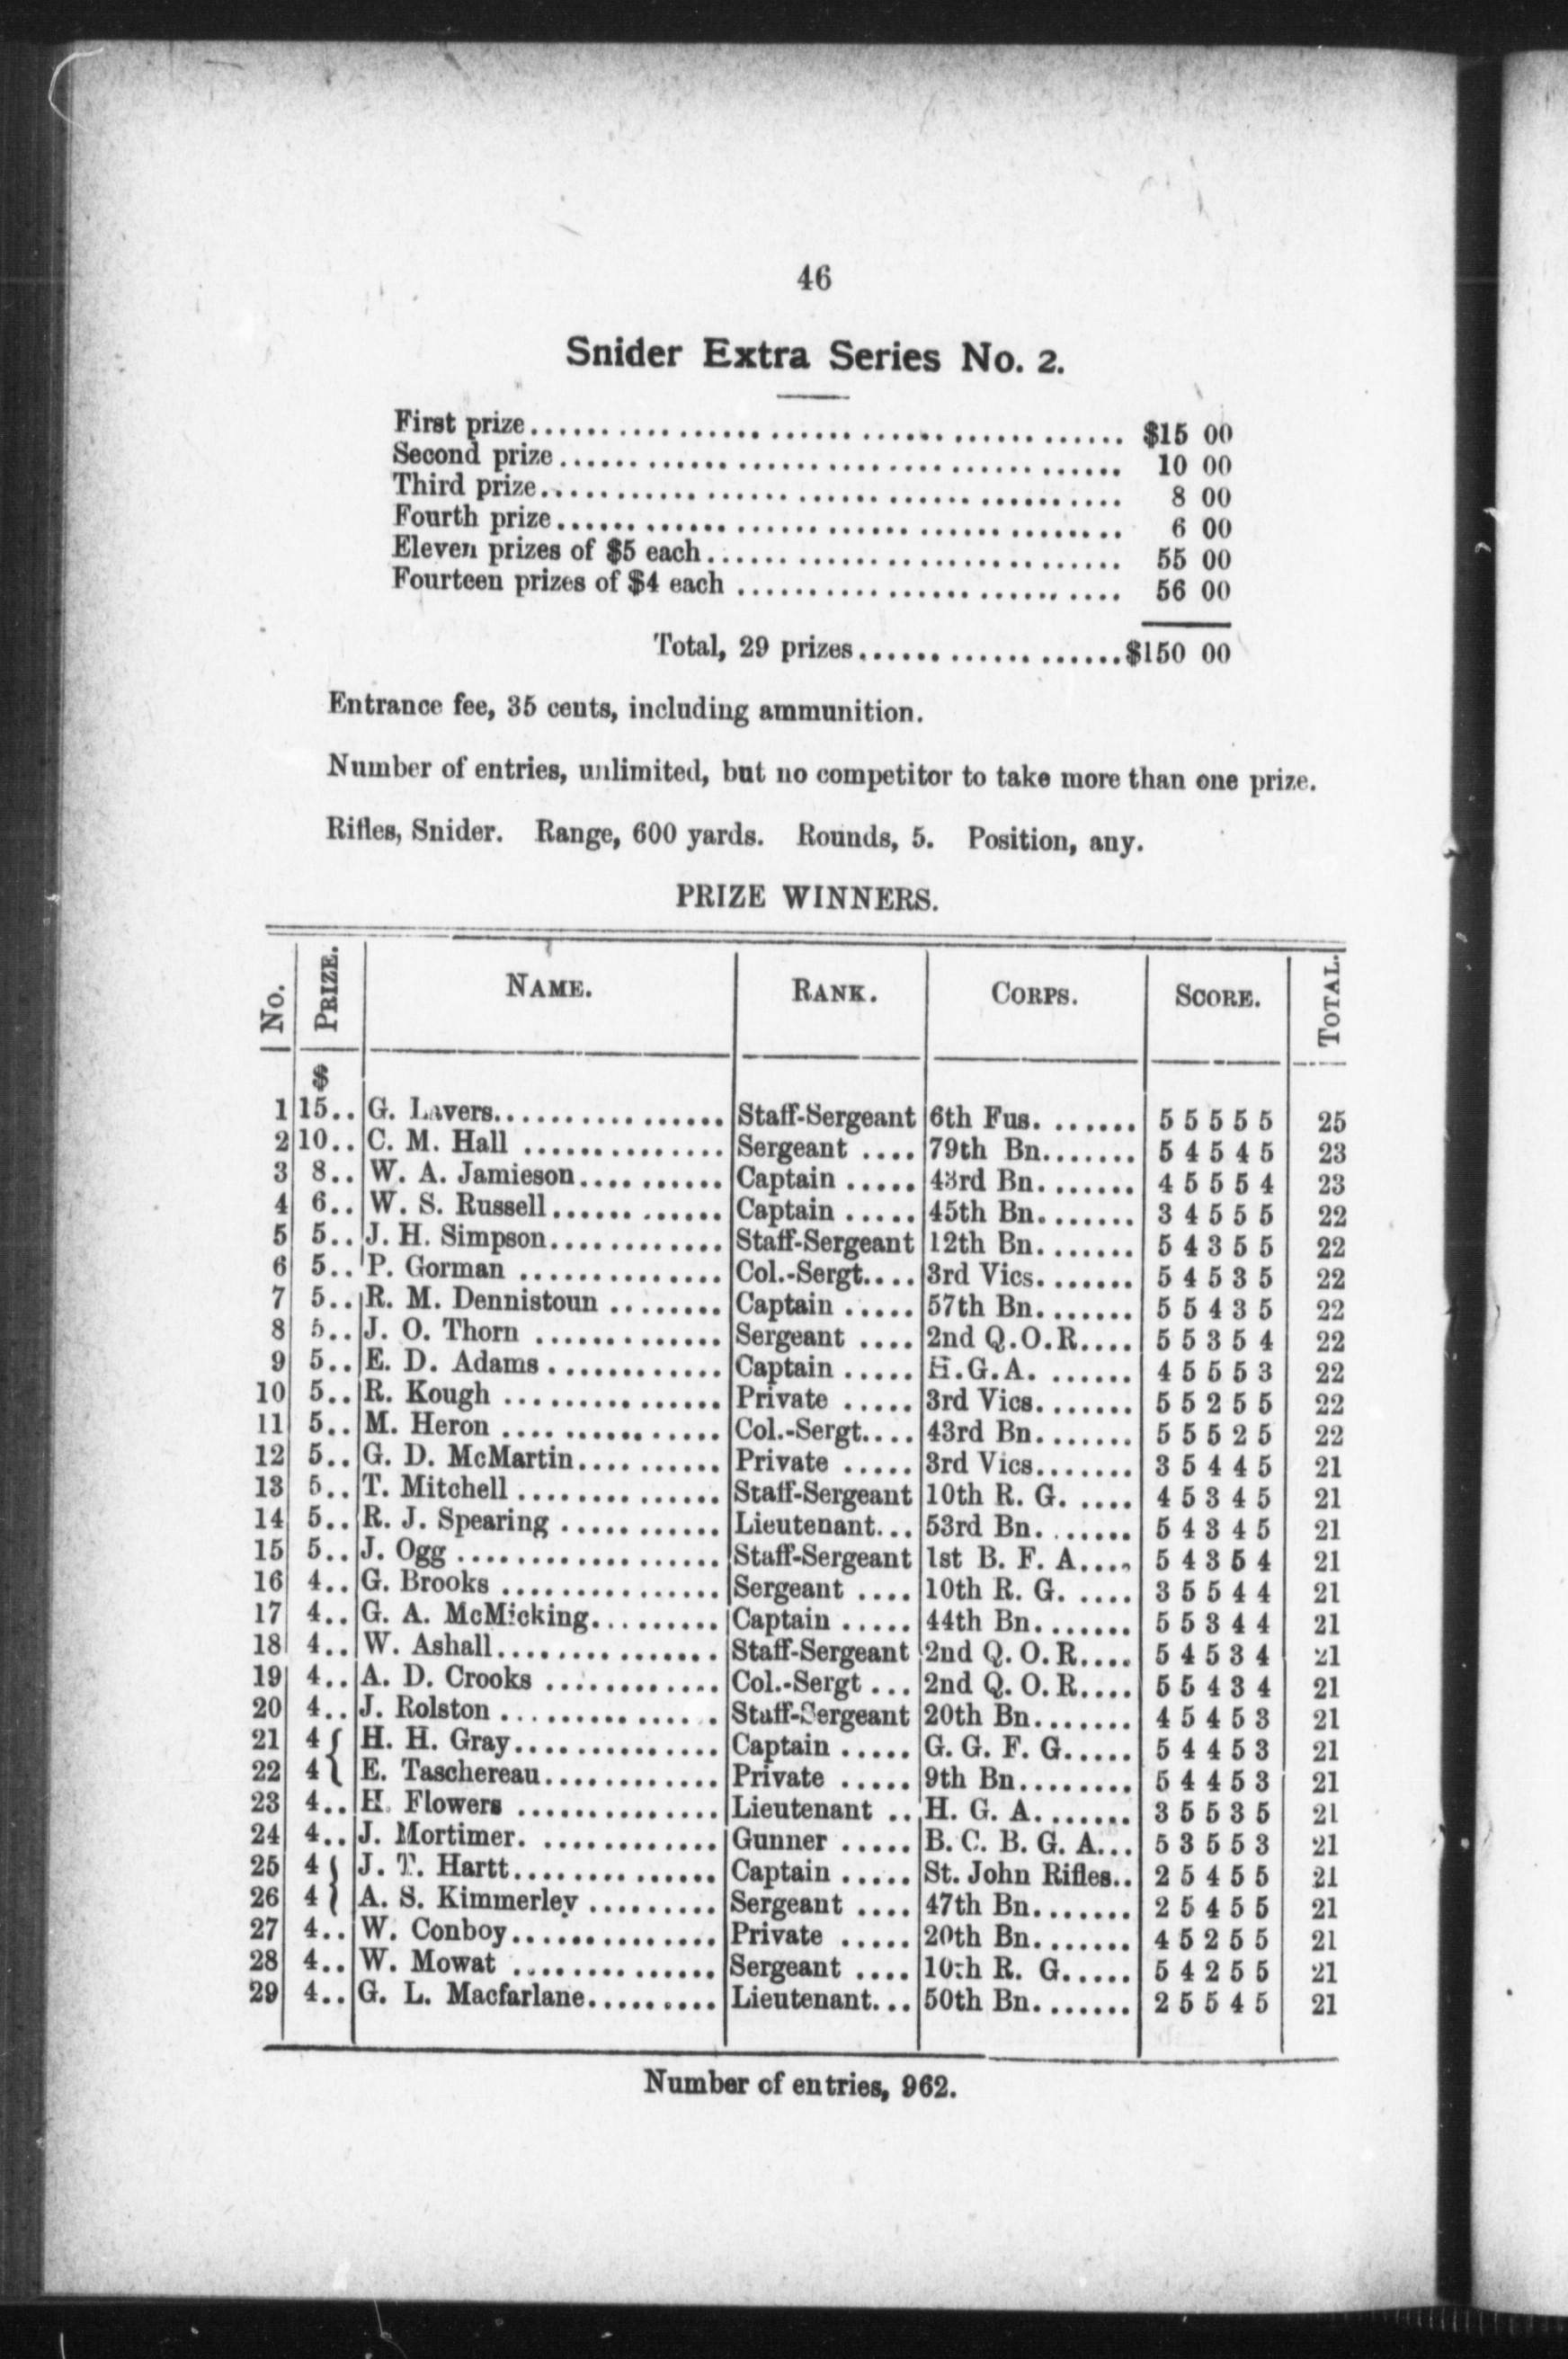 46
Snider Extra Series No. 2.
First prize........ $15 00
Second prize........ 10 00
Third prize........ 8 00
Fourth prize........ 6 00
Eleven prizes of $5 each........ 55 00
Fourteen prizes of $4 each........ 56 00
Total, 29 prizes........$150 00
Entrance fee, 35 cents, including ammunition.
Number of entries, unlimited, but no competitor to take more than one prize.
Rifles, Snider. Range, 600 yards. Rounds, 5. Position, any.
PRIZE WINNERS.
No. PRIZE. NAME. RANK. CORPS. SCORE. TOTAL.
$
1 15.. G. Lavers........ Staff-Sergeant 6th Fus........ 5 5 5 5 5 25
2 10.. C. M. Hall ........ Sergeant .... 79th Bn....... 5 4 5 4 5 23
3 8.. W. A. Jamieson........ Captain ..... 43rd Bn....... 4 5 5 5 4 23
4 6.. W. S. Russell........ Captain ..... 45th Bn....... 3 4 5 5 5 22
5 5.. J. H. Simpson........ Staff-Sergeant 12th Bn....... 5 4 3 5 5 22
6 5.. P. Gorman ........ Col.-Sergt.... 3rd Vics....... 5 4 5 3 5 22
7 5.. R. M. Dennistoun ........ Captain ..... 57th Bn....... 5 5 4 3 5 22
8 5.. J. O. Thorn ........ Sergeant .... 2nd Q.O.R.... 5 5 3 5 4 22
9 5.. E. D. Adams ........ Captain ..... H.G.A. ...... 4 5 5 5 3 22
10 5.. R. Kough ........ Private ..... 3rd Vics....... 5 5 2 5 5 22
11 5.. M. Heron ........ Col.-Sergt.... 43rd Bn....... 5 5 5 2 5 22
12 5.. G. D. McMartin........ Private ..... 3rd Vics....... 3 5 4 4 5 21
13 5.. T. Mitchell ........ Staff-Sergeant 10th R. G. .... 4 5 3 4 5 21
14 5.. R. J. Spearing ........ Lieutenant... 53rd Bn....... 5 4 3 4 5 21
15 5.. J. Ogg ........ Staff-Sergeant 1st B. F. A.... 5 4 3 5 4 21
16 4.. G. Brooks ........ Sergeant .... 10th R. G. .... 3 5 5 4 4 21
17 4.. G. A. McMicking........ Captain ..... 44th Bn....... 5 5 3 4 4 21
18 4.. W. Ashall........ Staff-Sergeant 2nd Q. O. R.... 5 4 5 3 4 21
19 4.. A. D. Crooks ........ Col.-Sergt ... 2nd Q. O. R.... 5 5 4 3 4 21
20 4.. J. Rolston ........ Staff-Sergeant 20th Bn....... 4 5 4 5 3 21
21 4 { H. H. Gray........ Captain ..... G. G. F. G..... 5 4 4 5 3 21
22 4 { E. Taschereau........ Private ..... 9th Bn........ 5 4 4 5 3 21
23 4.. H. Flowers ........ Lieutenant .. H. G. A....... 3 5 5 3 5 21
24 4.. J. Mortimer. ........ Gunner ..... B. C. B. G. A... 5 3 5 5 3 21
25 4 } J. T. Hartt........ Captain ..... St. John Rifles.. 2 5 4 5 5 21
26 4 } A. S. Kimmerley ........ Sergeant .... 47th Bn....... 2 5 4 5 5 21
27 4.. W. Conboy........ Private ..... 20th Bn....... 4 5 2 5 5 21
28 4.. W. Mowat ........ Sergeant .... 10th R. G..... 5 4 2 5 5 21
29 4.. G. L. Macfarlane........ Lieutenant... 50th Bn....... 2 5 5 4 5 21
Number of entries, 962.